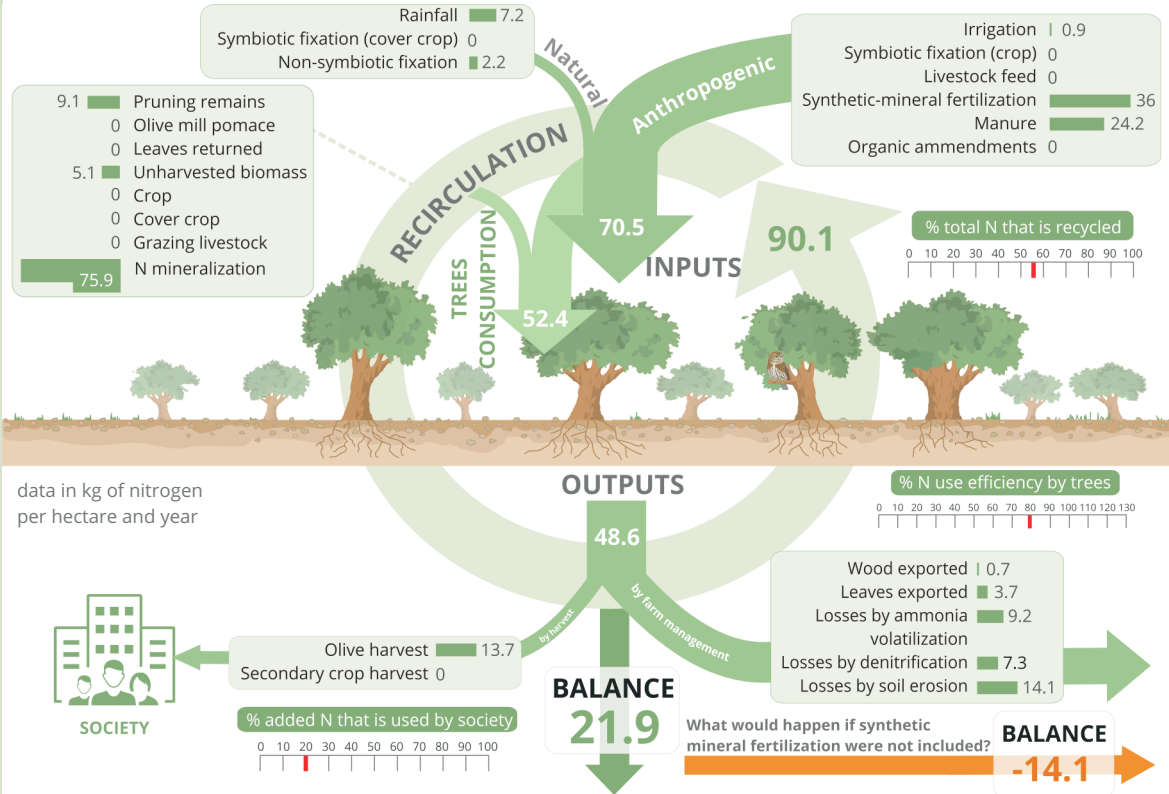 Rainfall 7.2
Symbiotic fixation (cover crop) 0
Non-symbiotic fixation 2.2
Natural
Anthropogenic
Irrigation 0.9
Symbiotic fixation (crop) 0
Livestock feed 0
Synthetic-mineral fertilization 36
Manure 24.2
Organic ammendments 0
9.1 Pruning remains
0 Olive mill pomace
0 Leaves returned
5.1 Unharvested biomass
0 Crop
0 Cover crop
0 Grazing livestock
75.9 N mineralization
RECIRCULATION
TREES
CONSUMPTION
52.4
70.5
INPUTS
90.1
% total N that is recycled
0 10 20 30 40 50 60 70 80 90 100
data in kg of nitrogen
per hectare and year
OUTPUTS
48.6
% N use efficiency by trees
0 10 20 30 40 50 60 70 80 90 100 110 120 130
by harvest
by farm management
Wood exported 0.7
Leaves exported 3.7
Losses by ammonia 9.2
volatilization
Losses by denitrification 7.3
Losses by soil erosion 14.1
Olive harvest 13.7
Secondary crop harvest 0
SOCIETY
% added N that is used by society
0 10 20 30 40 50 60 70 80 90 100
BALANCE
21.9
What would happen if synthetic
mineral fertilization were not included?
BALANCE
-14.1